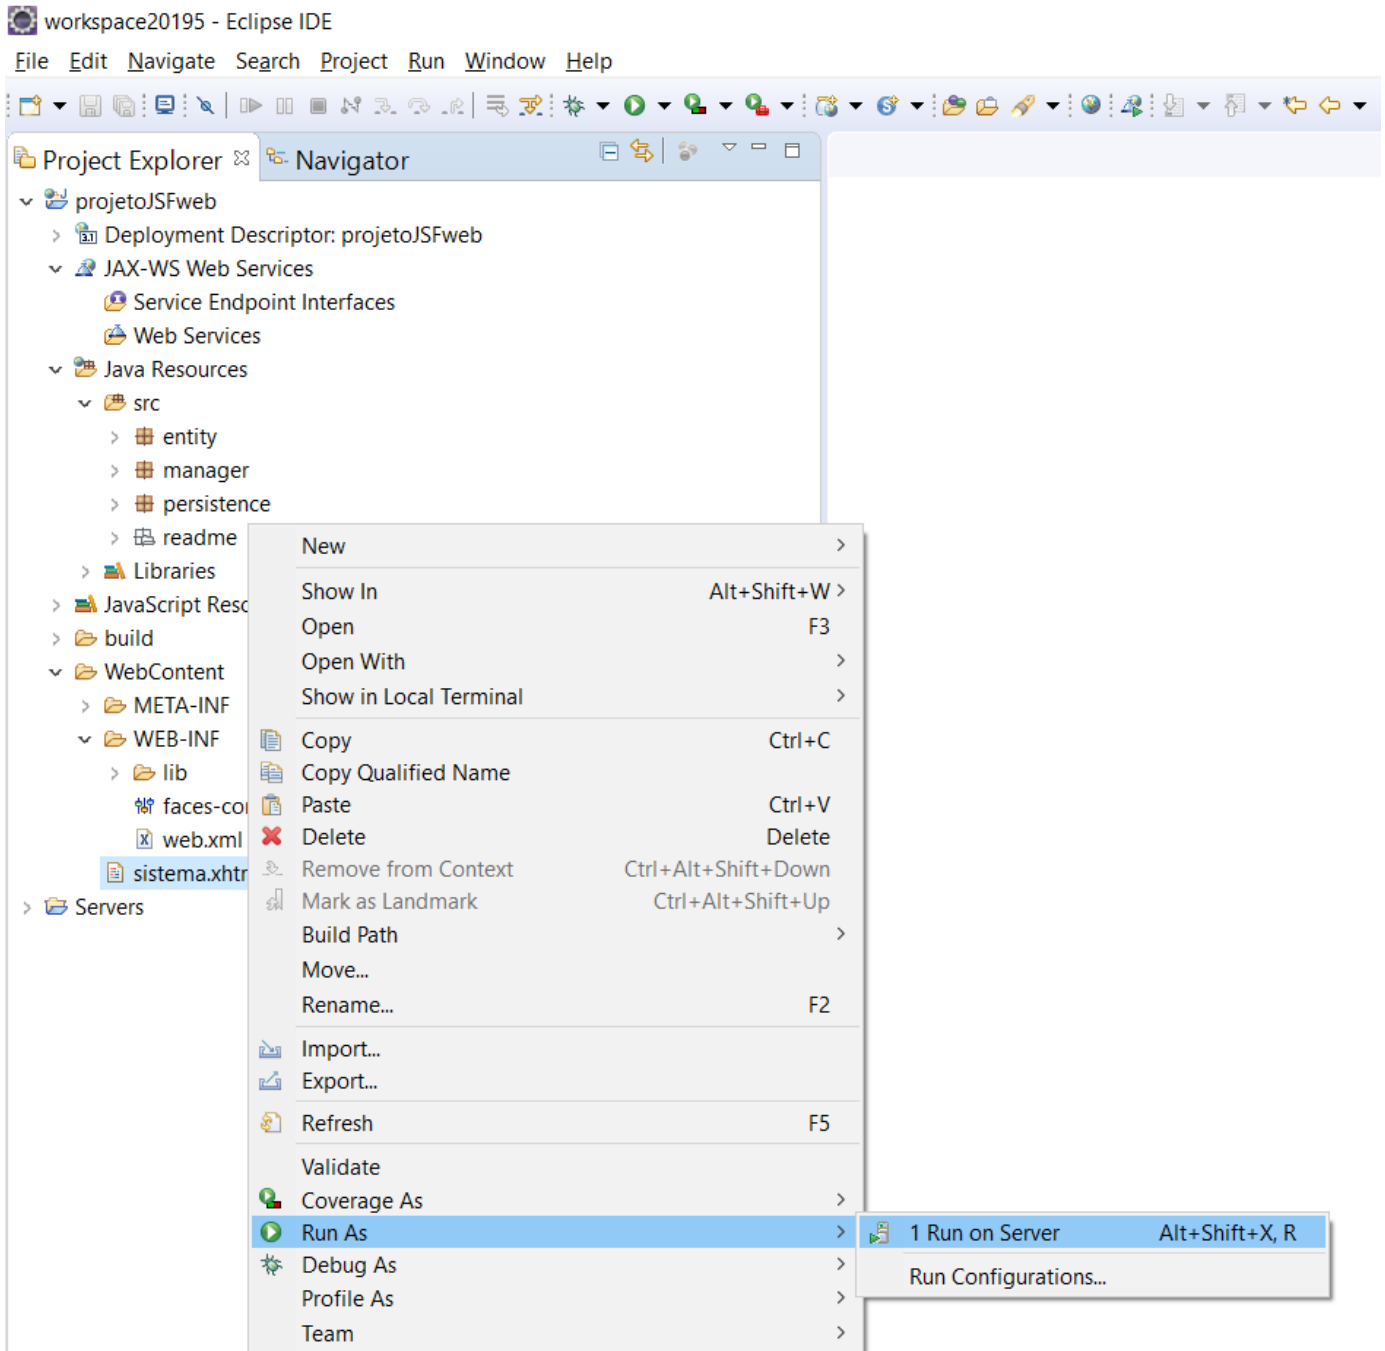 workspace20195 - Eclipse IDE
File Edit Navigate Search Project Run Window Help
Project Explorer Navigator
projetoJSFweb
3.1 Deployment Descriptor: projetoJSFweb
JAX-WS Web Services
Service Endpoint Interfaces
Web Services
Java Resources
src
entity
manager
persistence
readme
Libraries
JavaScript Resc
build
WebContent
META-INF
WEB-INF
lib
faces-cor
web.xml
sistema.xhtr
Servers
New
Show In Alt+Shift+W
Open F3
Open With
Show in Local Terminal
Copy Ctrl+C
Copy Qualified Name
Paste Ctrl+V
Delete Delete
Remove from Context Ctrl+Alt+Shift+Down
Mark as Landmark Ctrl+Alt+Shift+Up
Build Path
Move...
Rename... F2
Import...
Export...
Refresh F5
Validate
Coverage As
Run As
Debug As
Profile As
Team
1 Run on Server Alt+Shift+X, R
Run Configurations...